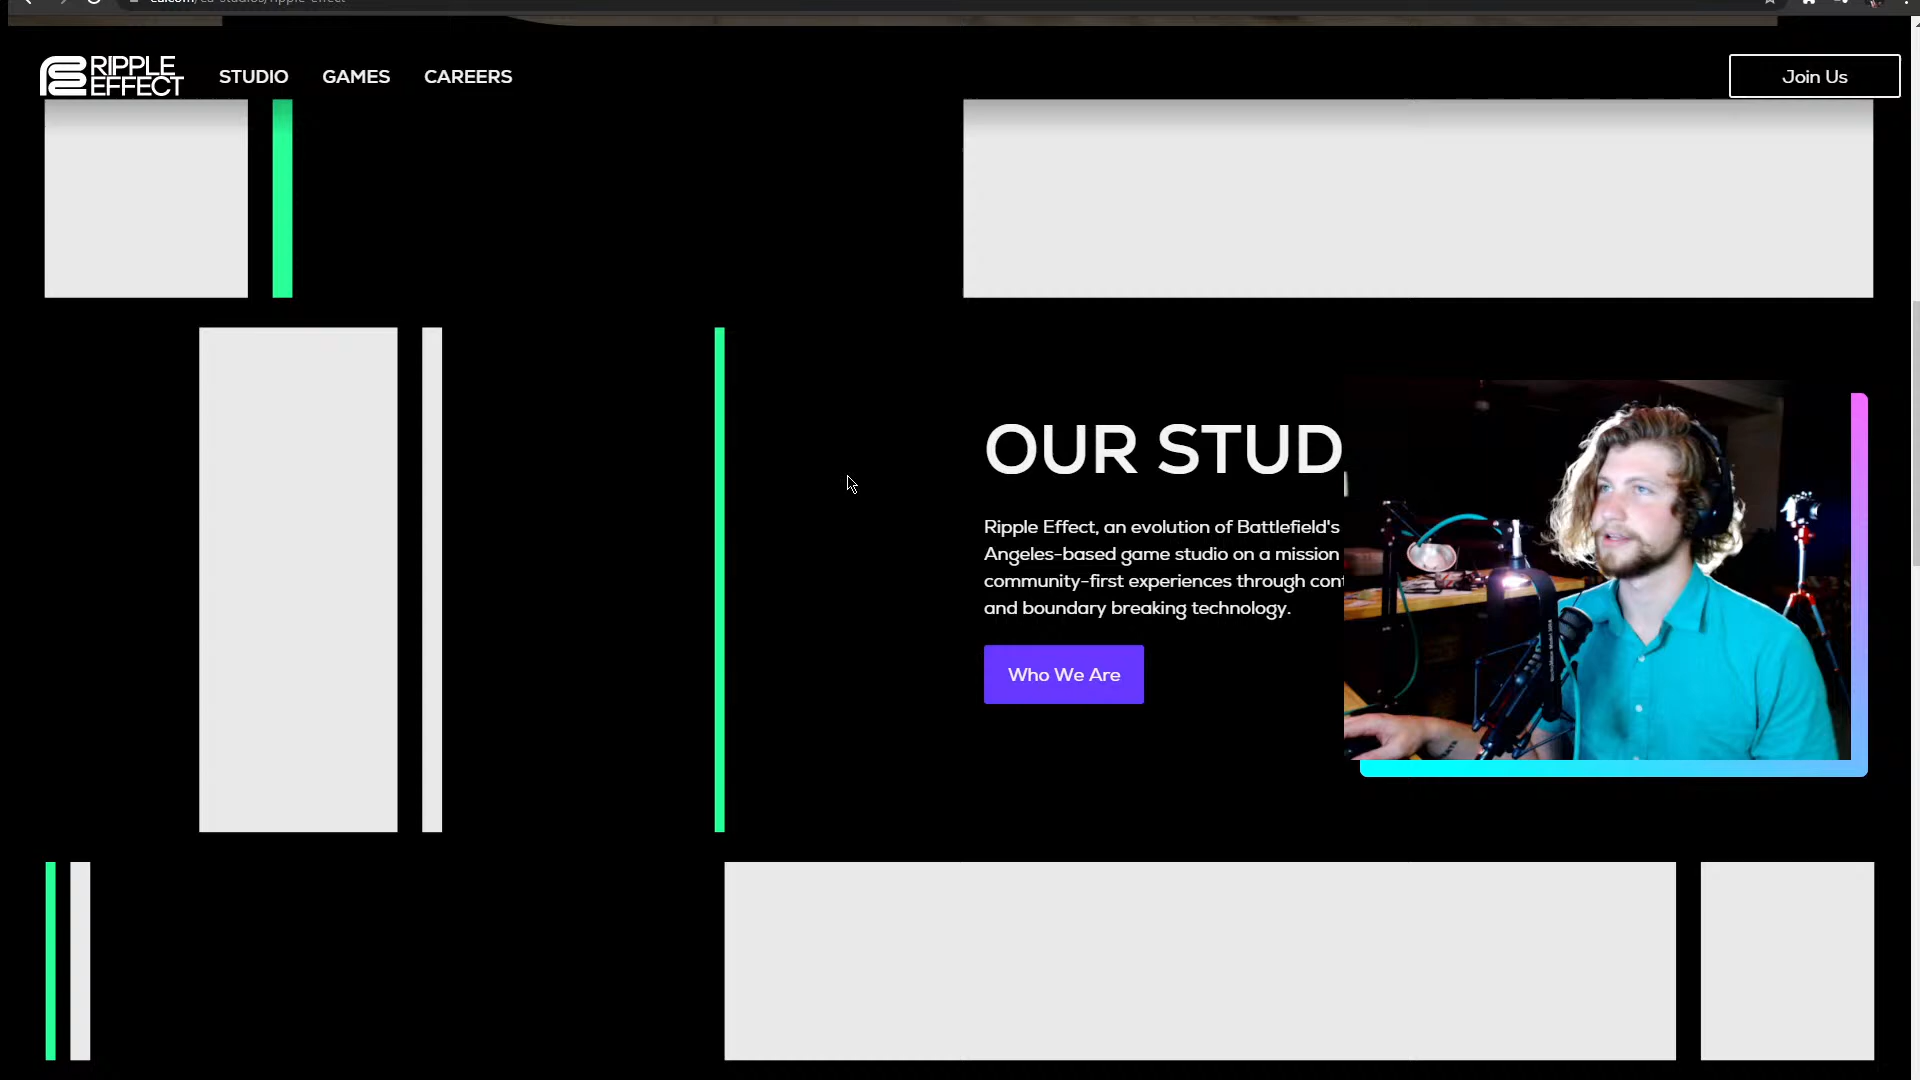 RIPPLE
EFFECT
STUDIO
GAMES
CAREERS
Join Us
OUR STUD
Ripple Effect, an evolution of Battlefield's
Angeles-based game studio on a mission
community-first experiences through con
and boundary breaking technology.
Who We Are